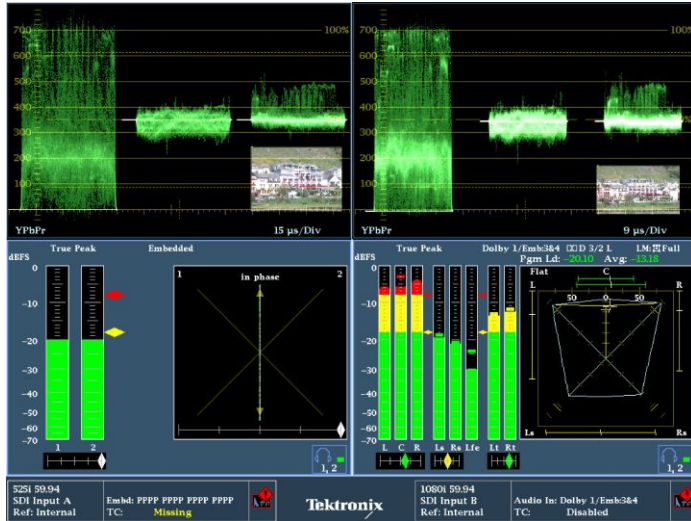 700 100% 700 100%
600 600
500 500
400 400
300 300
200 200
100 100
YPbPr 15 µs/Div YPbPr 9 µs/Div
True Peak Embedded True Peak Dolby 1/Emb:3&4 D 3/2 L LM: Full
dBFS dBFS Pgm Ld: -20.10 Avg: -13.18
0 0 Flat C
1 in phase 2 L R
50 0 50
-10 -10
-20 -20
-30 -30
-40 -40
-50 -50
-60 -60
-70 -70 Ls Rs
1 2 L C R Ls Rs Lfe Lt Rt
1, 2 1, 2
525i 59.94 1080i 59.94
SDI Input A Embd: PPPP PPPP PPPP PPPP Tektronix SDI Input B Audio In: Dolby 1/Emb:3&4
Ref: Internal TC: Missing Ref: Internal TC: Disabled